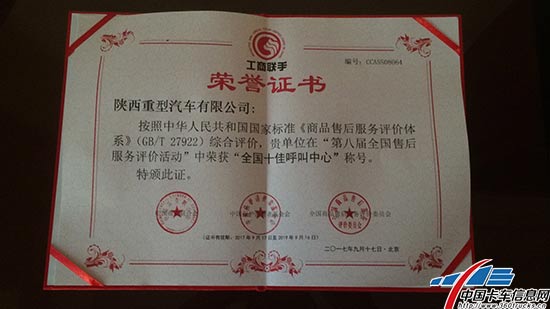 工商联手
编号：CCASS08064
荣誉证书
陕西重型汽车有限公司：
按照中华人民共和国国家标准《商品售后服务评价体
系》（GB/T 27922）综合评价，贵单位在“第八届全国售后
服务评价活动”中荣获“全国十佳呼叫中心”称号。
特颁此证。
二〇一七年九月十七日·北京
中国卡车信息网
www.360trucks.cn